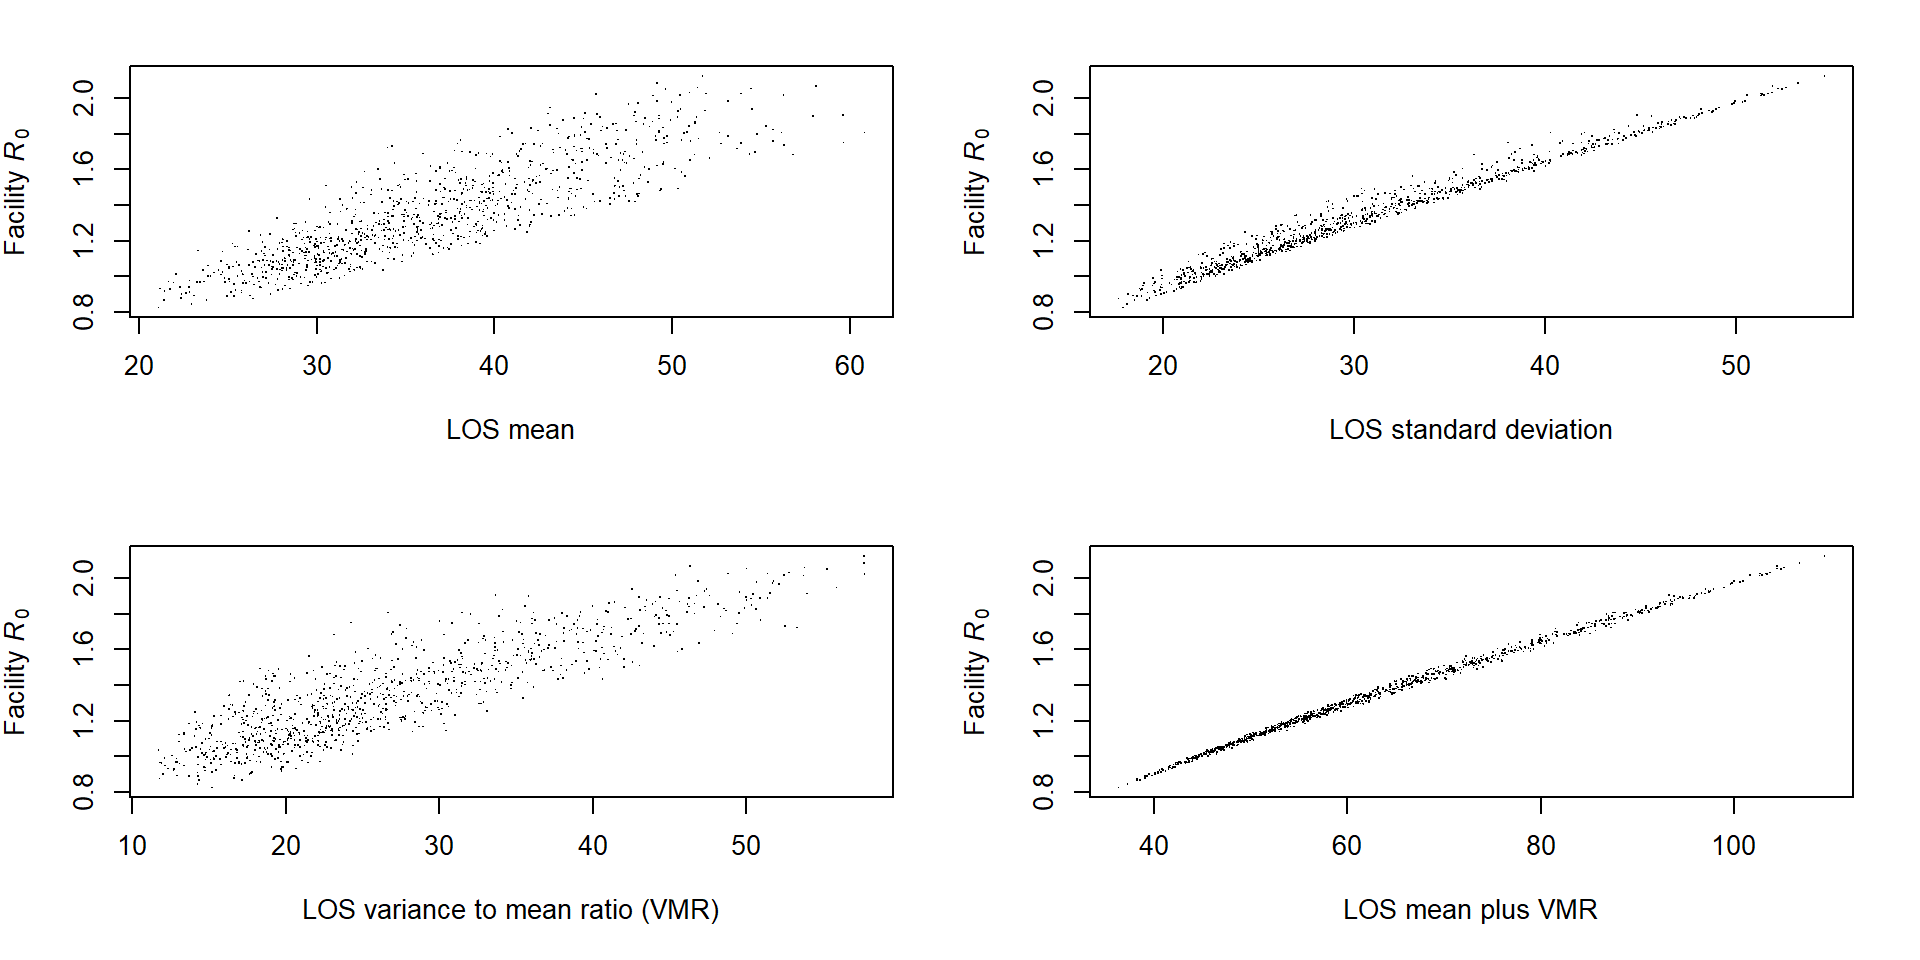 Facility R0
0.8 1.2 1.6 2.0
20 30 40 50 60
LOS mean
Facility R0
0.8 1.2 1.6 2.0
20 30 40 50
LOS standard deviation
Facility R0
0.8 1.2 1.6 2.0
10 20 30 40 50
LOS variance to mean ratio (VMR)
Facility R0
0.8 1.2 1.6 2.0
40 60 80 100
LOS mean plus VMR